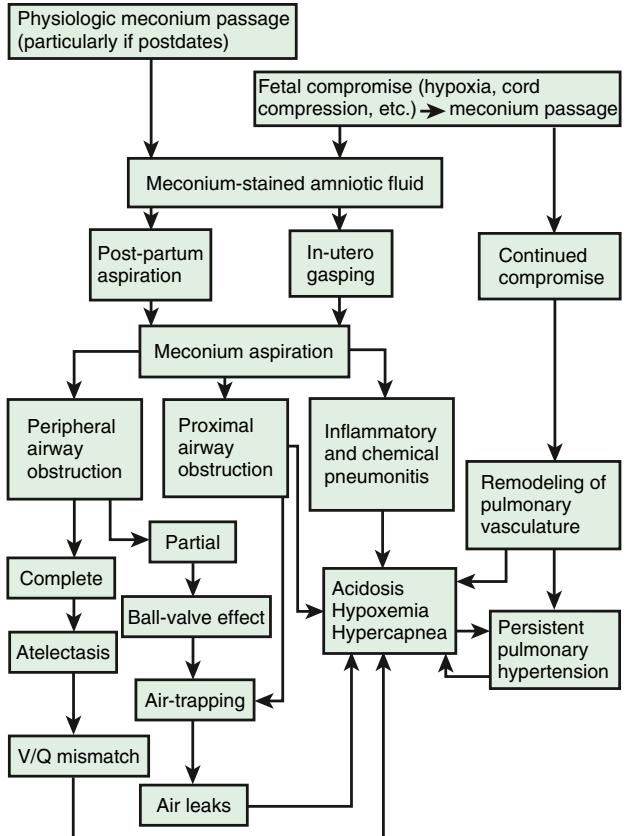 Physiologic meconium passage
(particularly if postdates)
Fetal compromise (hypoxia, cord
compression, etc.) → meconium passage
Meconium-stained amniotic fluid
Post-partum
aspiration
In-utero
gasping
Continued
compromise
Meconium aspiration
Peripheral
airway
obstruction
Proximal
airway
obstruction
Inflammatory
and chemical
pneumonitis
Remodeling of
pulmonary
vasculature
Partial
Complete
Ball-valve effect
Acidosis
Hypoxemia
Hypercapnea
Persistent
pulmonary
hypertension
Atelectasis
Air-trapping
V/Q mismatch
Air leaks